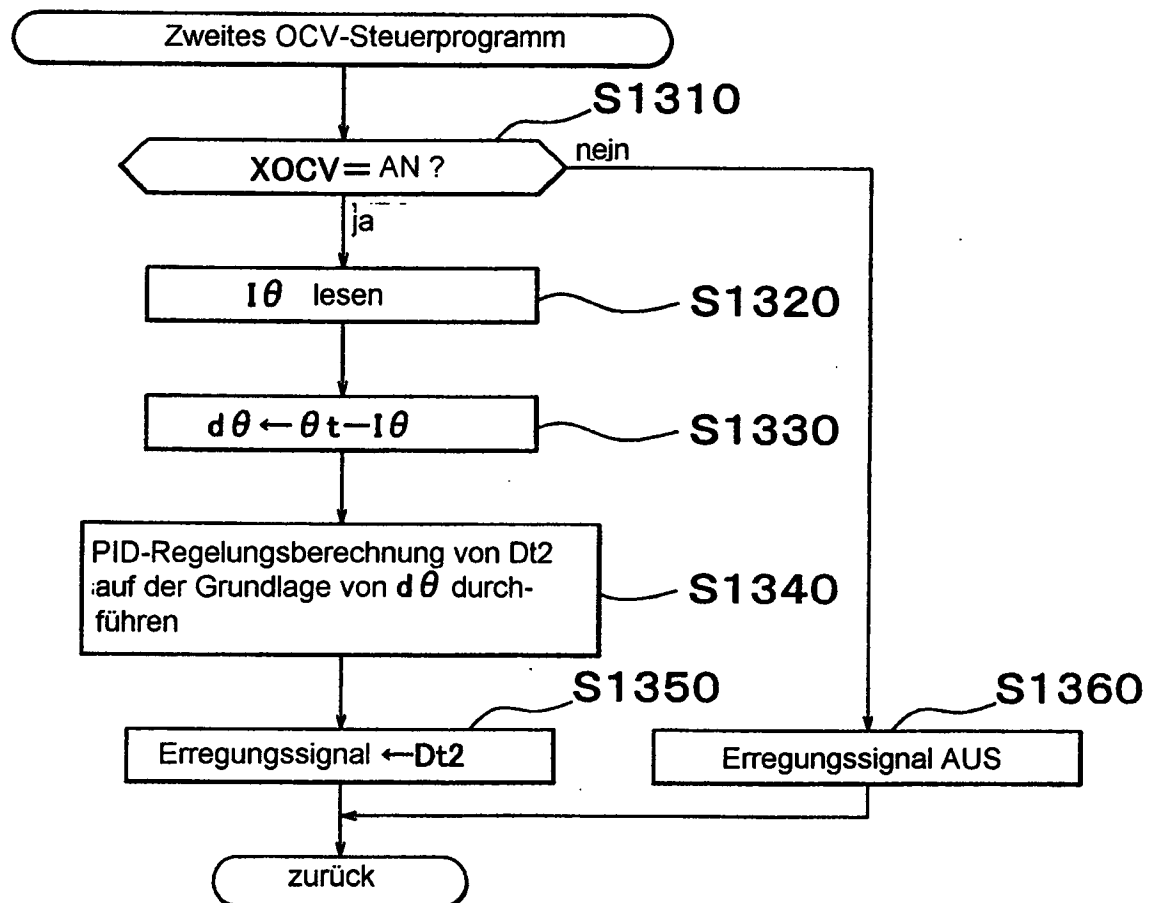 Zweites OCV-Steuerprogramm
S1310
XOCV= AN ?
nein
ja
Iθ lesen
S1320
dθ ← θt−Iθ
S1330
PID-Regelungsberechnung von Dt2
auf der Grundlage von dθ durch-
führen
S1340
S1350
Erregungssignal ←Dt2
S1360
Erregungssignal AUS
zurück